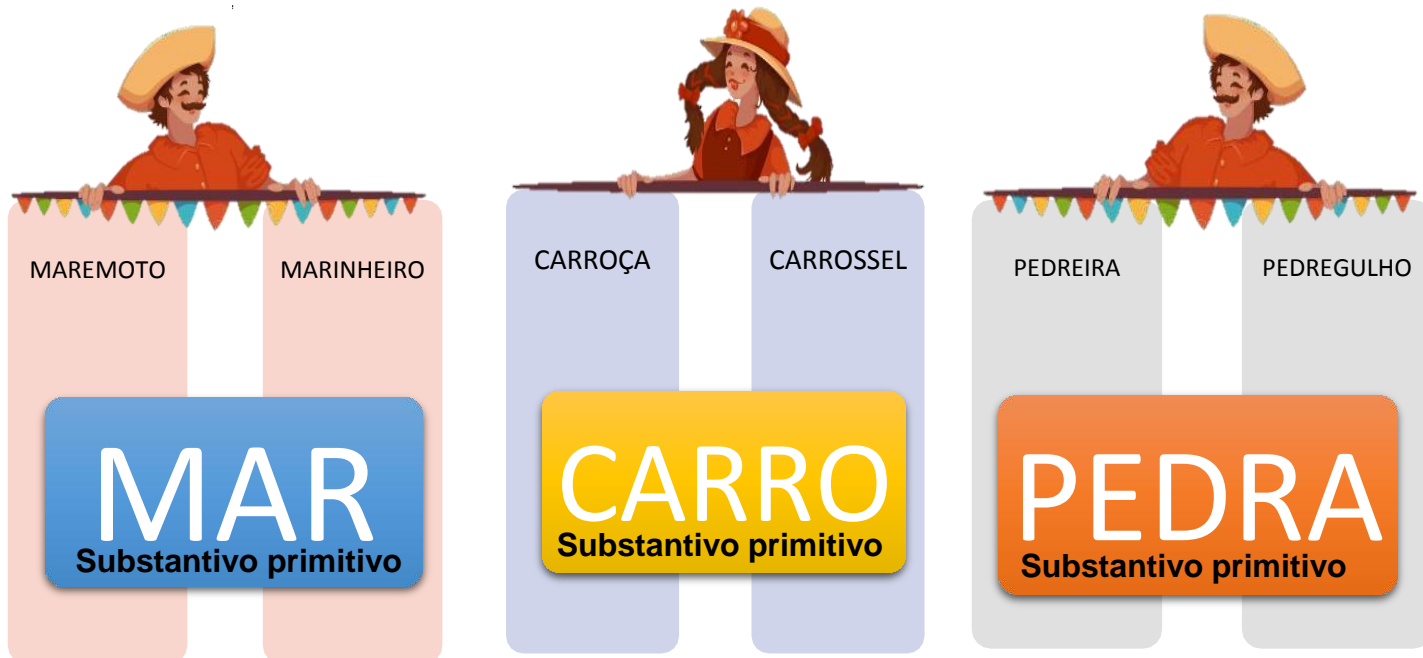 MAREMOTO
MARINHEIRO
MAR
Substantivo primitivo
CARROÇA
CARROSSEL
CARRO
Substantivo primitivo
PEDREIRA
PEDREGULHO
PEDRA
Substantivo primitivo